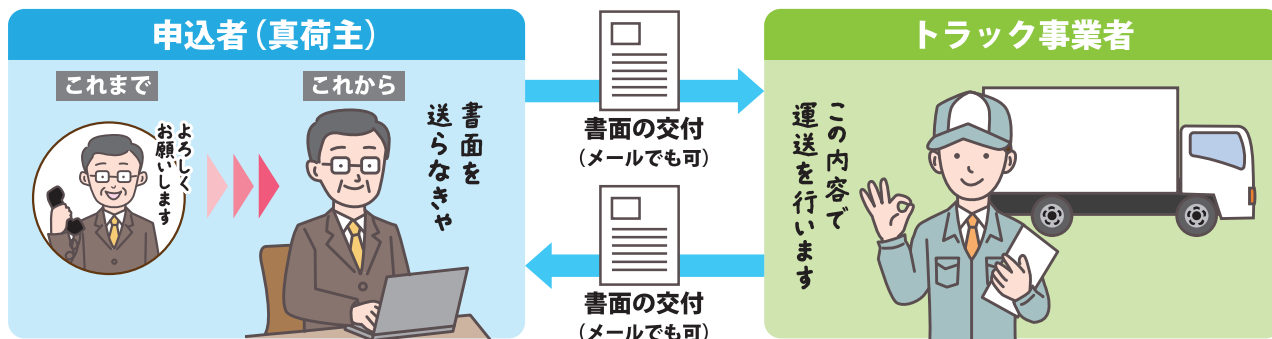 申込者（真荷主）
これまで
よろしく
お願いします
これから
書面を
送らなきゃ
書面の交付
（メールでも可）
書面の交付
（メールでも可）
トラック事業者
この内容で
運送を行います